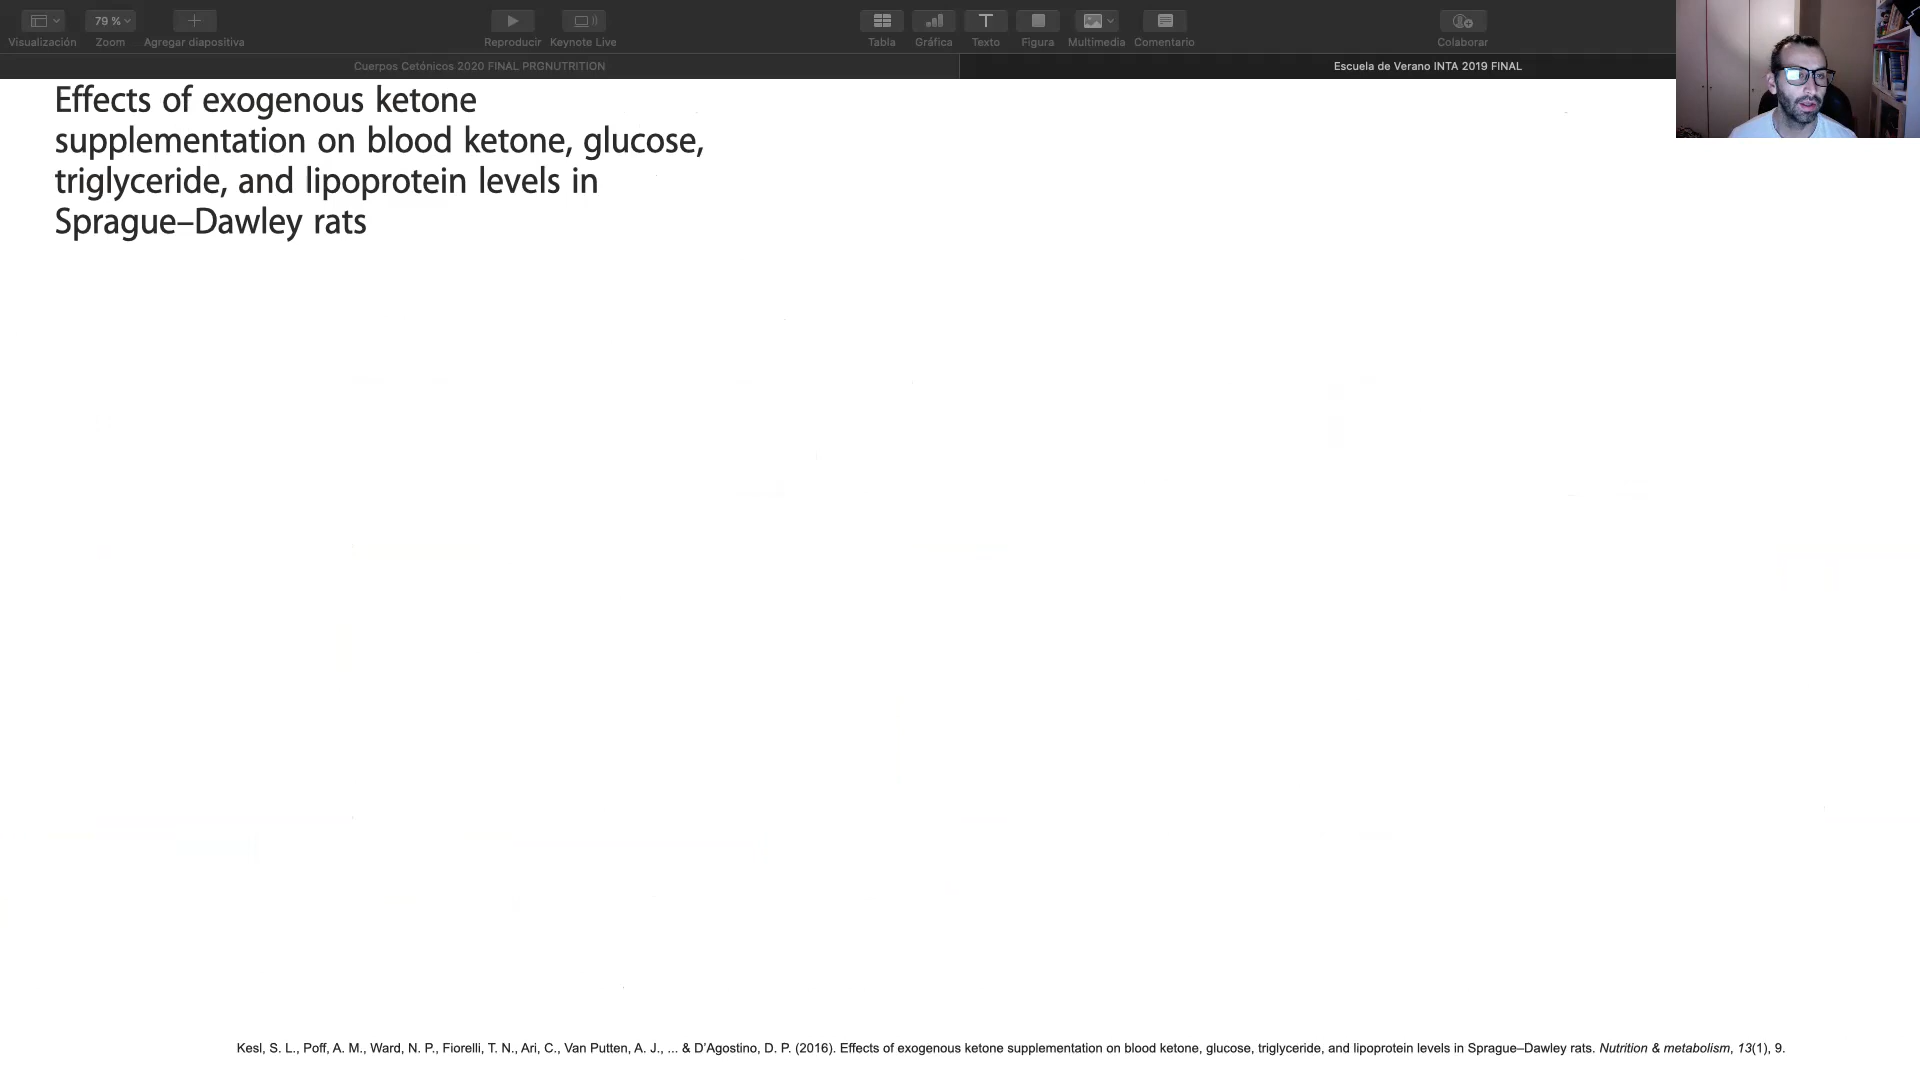 79 %
Visualización Zoom Agregar diapositiva Reproducir Keynote Live Tabla Gráfica Texto Figura Multimedia Comentario Colaborar
Cuerpos Cetónicos 2020 FINAL PRGNUTRITION Escuela de Verano INTA 2019 FINAL
Effects of exogenous ketone
supplementation on blood ketone, glucose,
triglyceride, and lipoprotein levels in
Sprague–Dawley rats
Kesl, S. L., Poff, A. M., Ward, N. P., Fiorelli, T. N., Ari, C., Van Putten, A. J., ... & D’Agostino, D. P. (2016). Effects of exogenous ketone supplementation on blood ketone, glucose, triglyceride, and lipoprotein levels in Sprague–Dawley rats. Nutrition & metabolism, 13(1), 9.